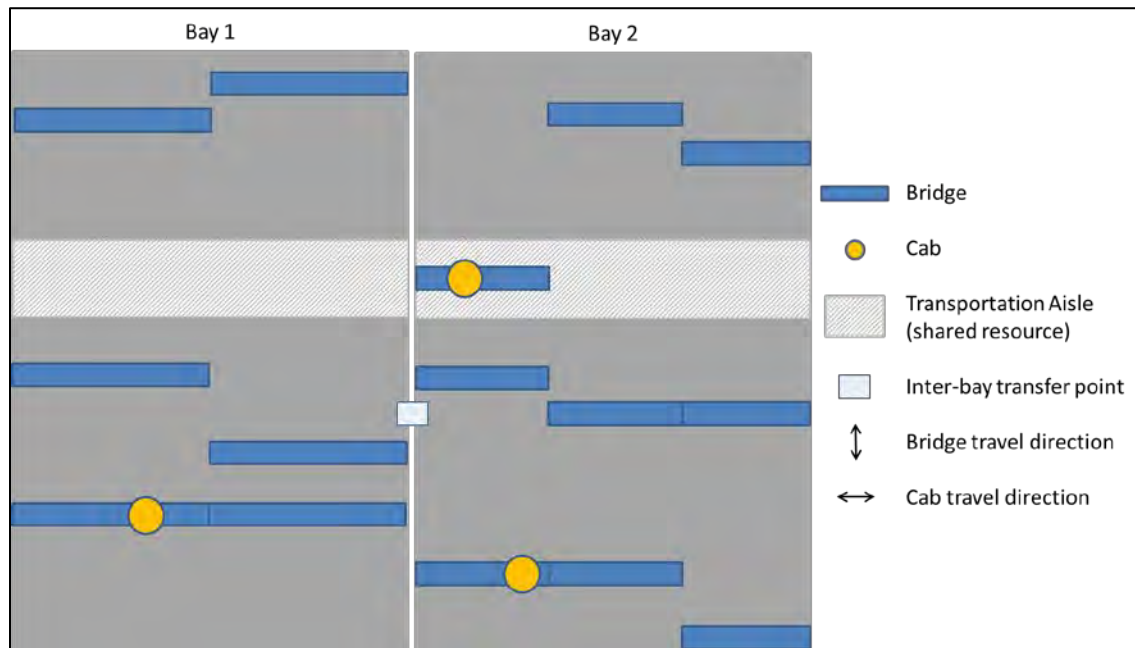 Bay 1
Bay 2
Bridge
Cab
Transportation Aisle
(shared resource)
Inter-bay transfer point
Bridge travel direction
Cab travel direction